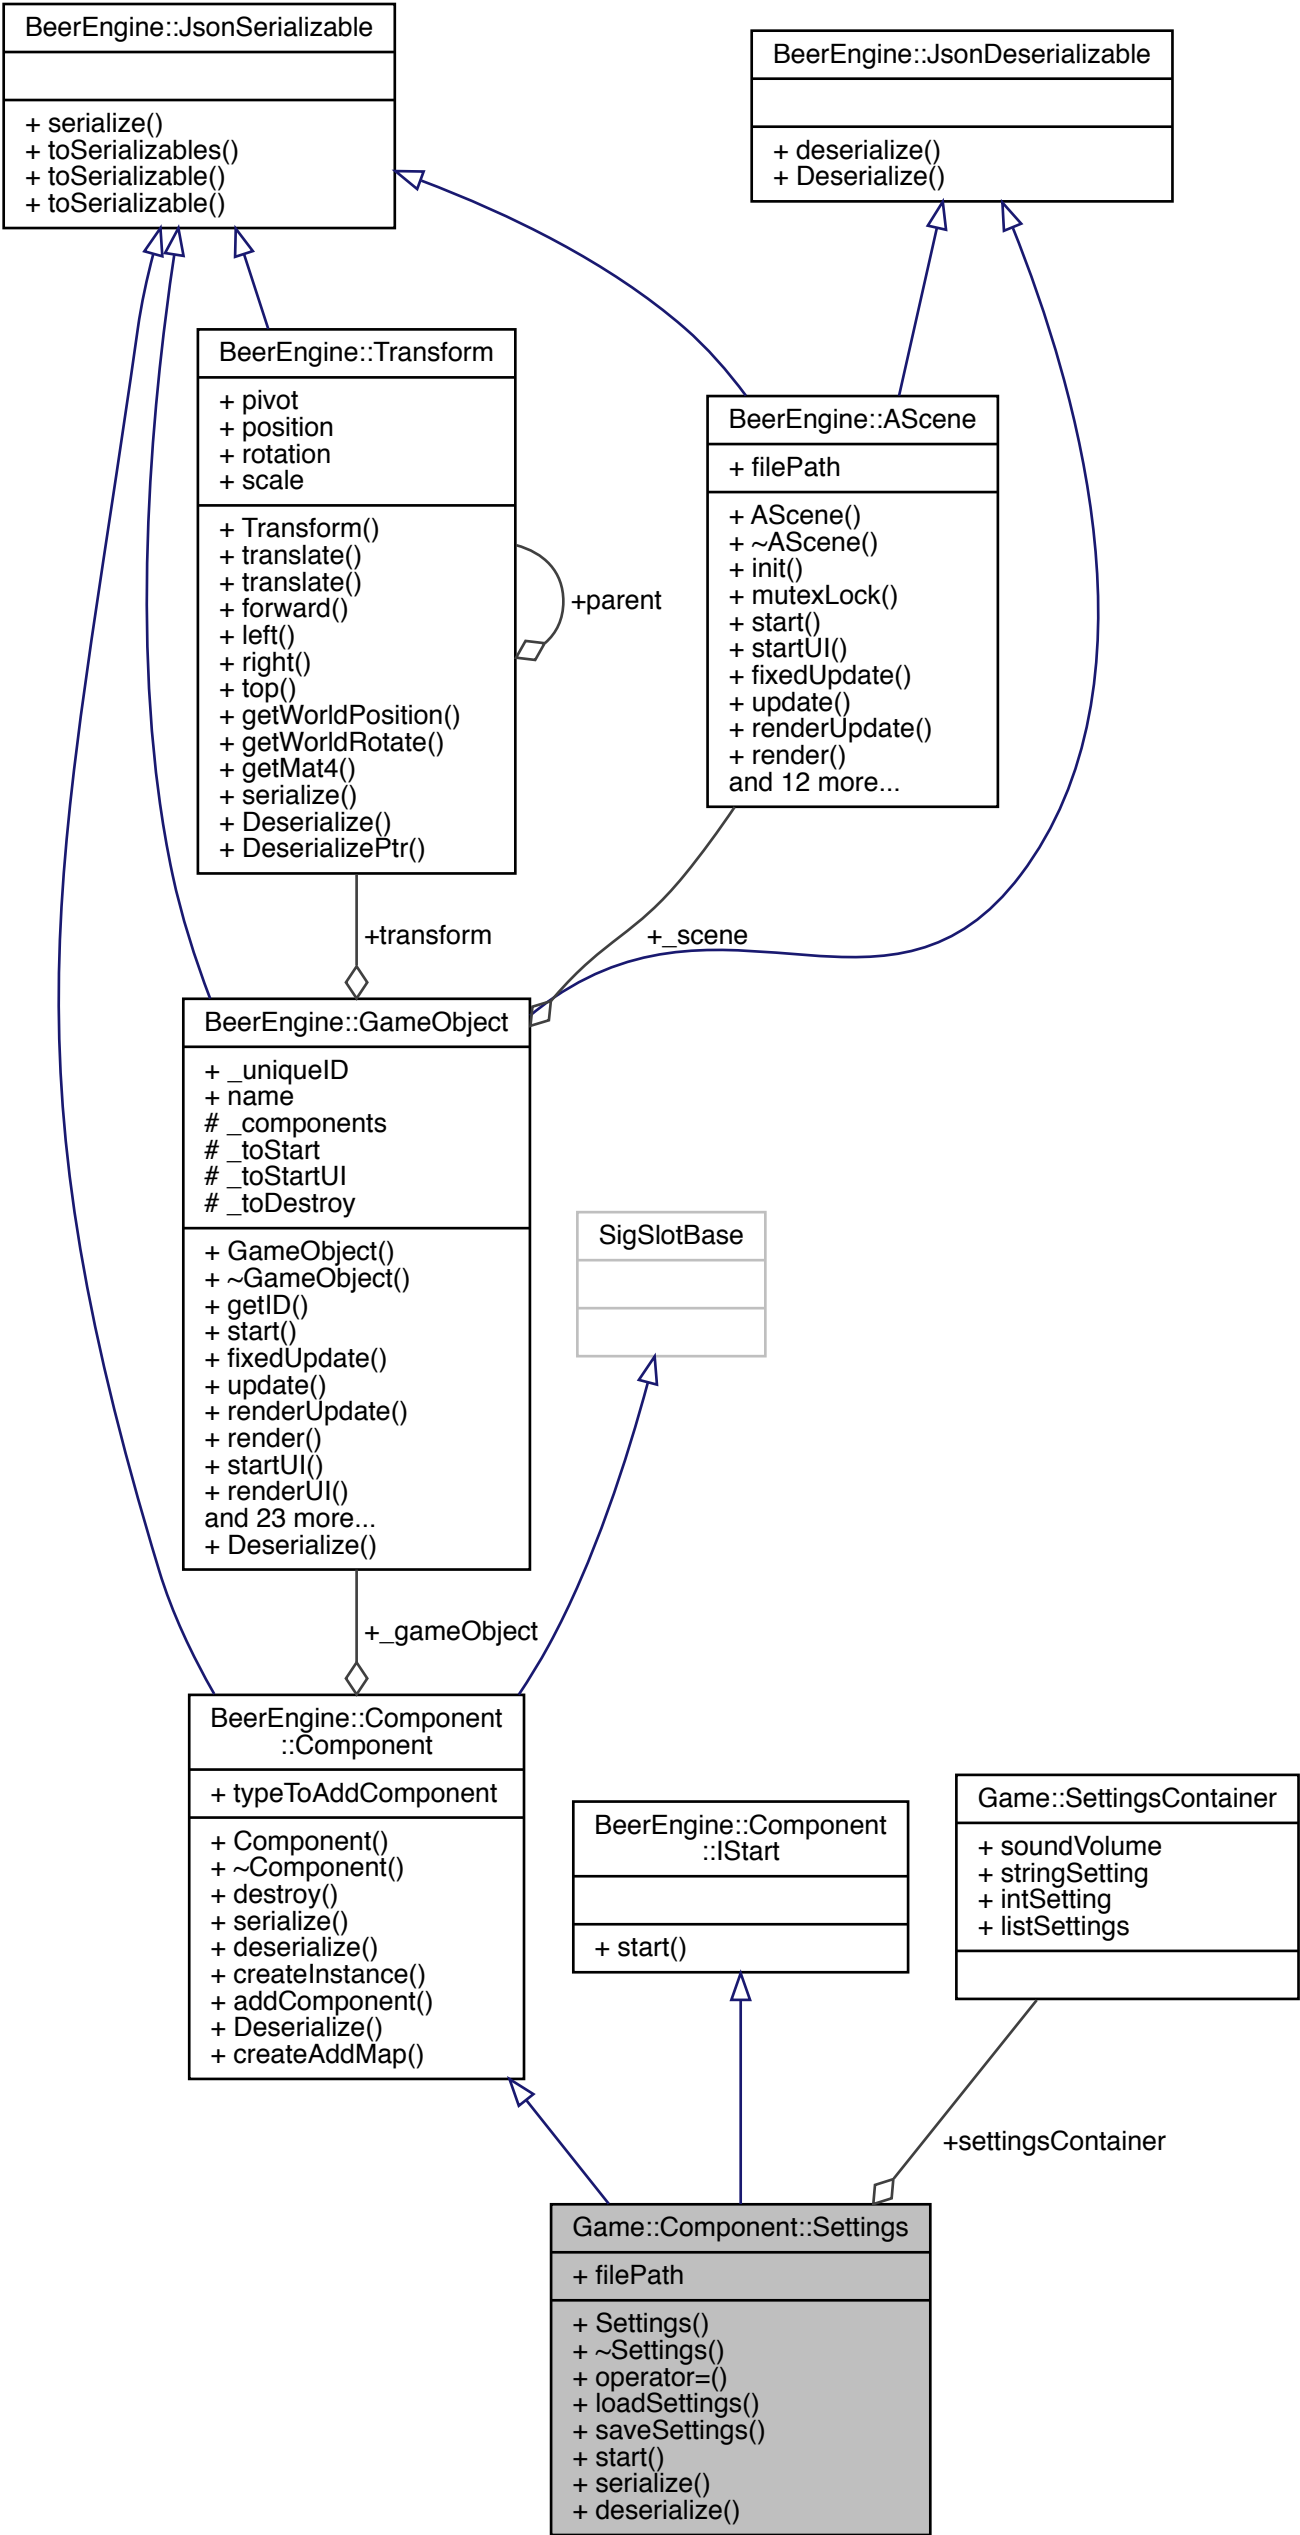 BeerEngine::JsonSerializable
+ serialize()
+ toSerializables()
+ toSerializable()
+ toSerializable()
BeerEngine::JsonDeserializable
+ deserialize()
+ Deserialize()
BeerEngine::Transform
+ pivot
+ position
+ rotation
+ scale
+ Transform()
+ translate()
+ translate()
+ forward()
+ left()
+ right()
+ top()
+ getWorldPosition()
+ getWorldRotate()
+ getMat4()
+ serialize()
+ Deserialize()
+ DeserializePtr()
+parent
BeerEngine::AScene
+ filePath
+ AScene()
+ ~AScene()
+ init()
+ mutexLock()
+ start()
+ startUI()
+ fixedUpdate()
+ update()
+ renderUpdate()
+ render()
and 12 more...
+transform
+_scene
BeerEngine::GameObject
+ _uniqueID
+ name
# _components
# _toStart
# _toStartUI
# _toDestroy
+ GameObject()
+ ~GameObject()
+ getID()
+ start()
+ fixedUpdate()
+ update()
+ renderUpdate()
+ render()
+ startUI()
+ renderUI()
and 23 more...
+ Deserialize()
SigSlotBase
+_gameObject
BeerEngine::Component
::Component
+ typeToAddComponent
+ Component()
+ ~Component()
+ destroy()
+ serialize()
+ deserialize()
+ createInstance()
+ addComponent()
+ Deserialize()
+ createAddMap()
BeerEngine::Component
::IStart
+ start()
Game::SettingsContainer
+ soundVolume
+ stringSetting
+ intSetting
+ listSettings
+settingsContainer
Game::Component::Settings
+ filePath
+ Settings()
+ ~Settings()
+ operator=()
+ loadSettings()
+ saveSettings()
+ start()
+ serialize()
+ deserialize()